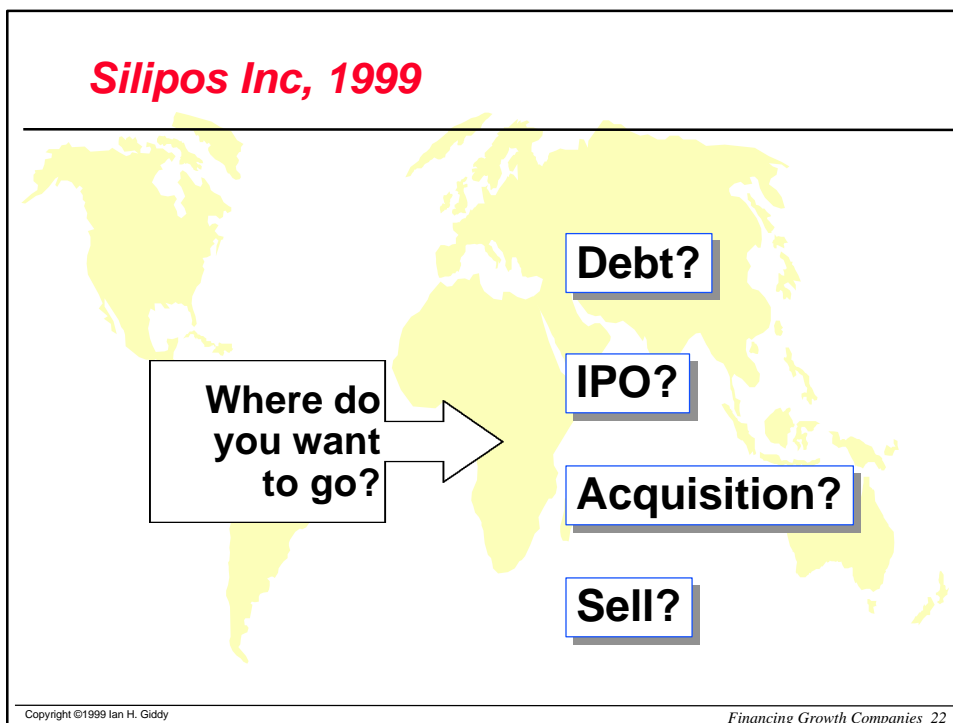 Silipos Inc, 1999
Where do
you want
to go?
Debt?
IPO?
Acquisition?
Sell?
Copyright ©1999 Ian H. Giddy
Financing Growth Companies 22